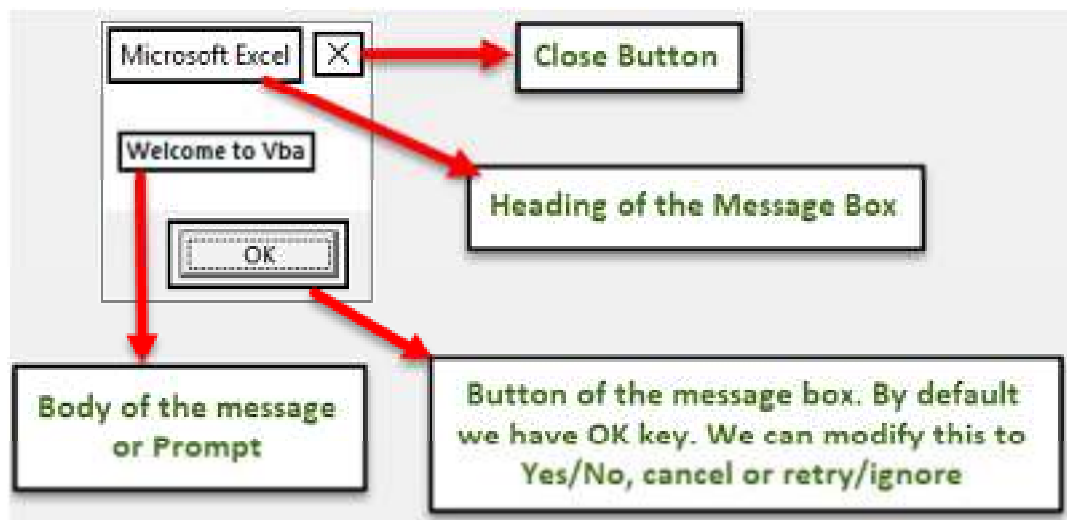 Microsoft Excel
Close Button
Welcome to Vba
Heading of the Message Box
OK
Body of the message
or Prompt
Button of the message box. By default
we have OK key. We can modify this to
Yes/No, cancel or retry/ignore